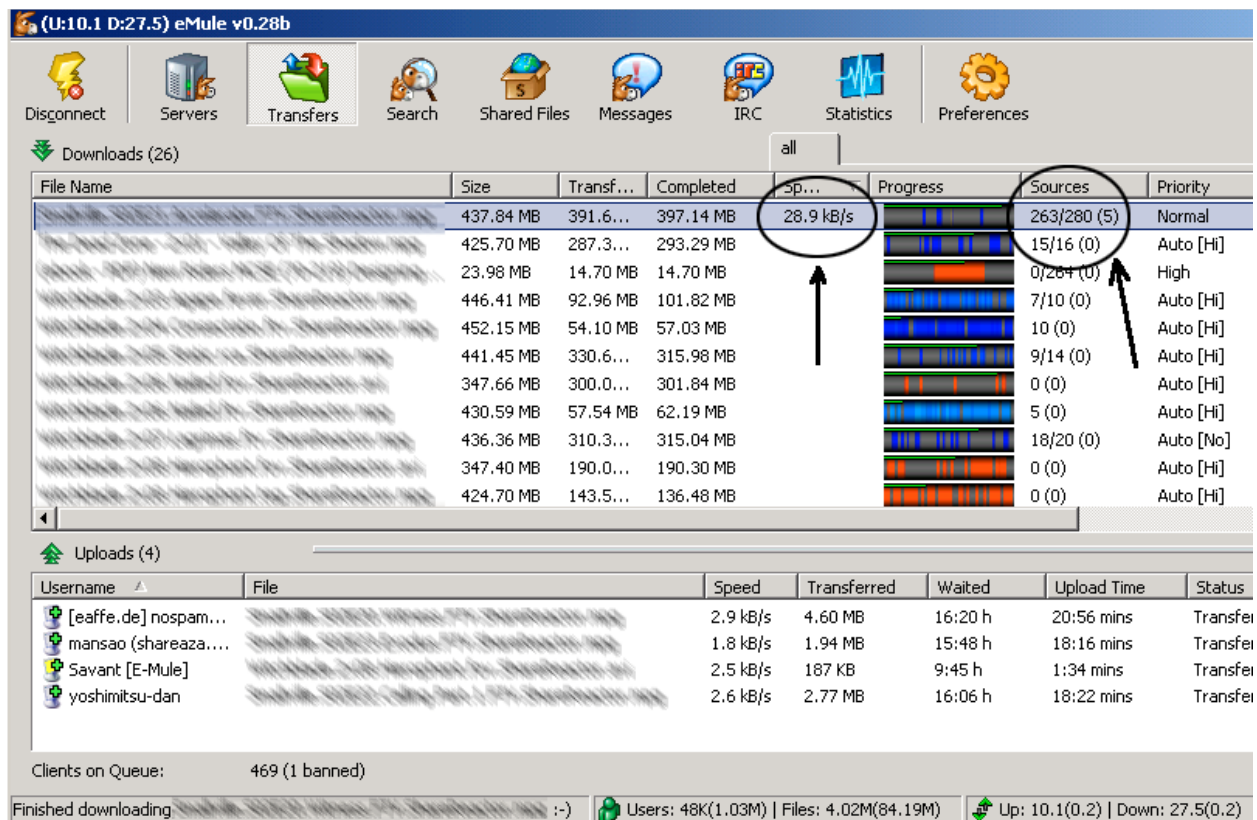 (U:10.1 D:27.5) eMule v0.28b
Disconnect Servers Transfers Search Shared Files Messages IRC Statistics Preferences
Downloads (26) all
File Name Size Transf... Completed Sp... Progress Sources Priority
437.84 MB 391.6... 397.14 MB 28.9 kB/s 263/280 (5) Normal
425.70 MB 287.3... 293.29 MB 15/16 (0) Auto [Hi]
23.98 MB 14.70 MB 14.70 MB 0/264 (0) High
446.41 MB 92.96 MB 101.82 MB 7/10 (0) Auto [Hi]
452.15 MB 54.10 MB 57.03 MB 10 (0) Auto [Hi]
441.45 MB 330.6... 315.98 MB 9/14 (0) Auto [Hi]
347.66 MB 300.0... 301.84 MB 0 (0) Auto [Hi]
430.59 MB 57.54 MB 62.19 MB 5 (0) Auto [Hi]
436.36 MB 310.3... 315.04 MB 18/20 (0) Auto [No]
347.40 MB 190.0... 190.30 MB 0 (0) Auto [Hi]
424.70 MB 143.5... 136.48 MB 0 (0) Auto [Hi]
Uploads (4)
Username File Speed Transferred Waited Upload Time Status
[eaffe.de] nospam... 2.9 kB/s 4.60 MB 16:20 h 20:56 mins Transfe
mansao (shareaza.... 1.8 kB/s 1.94 MB 15:48 h 18:16 mins Transfe
Savant [E-Mule] 2.5 kB/s 187 KB 9:45 h 1:34 mins Transfe
yoshimitsu-dan 2.6 kB/s 2.77 MB 16:06 h 18:22 mins Transfe
Clients on Queue: 469 (1 banned)
Finished downloading :-) Users: 48K(1.03M) | Files: 4.02M(84.19M) Up: 10.1(0.2) | Down: 27.5(0.2)